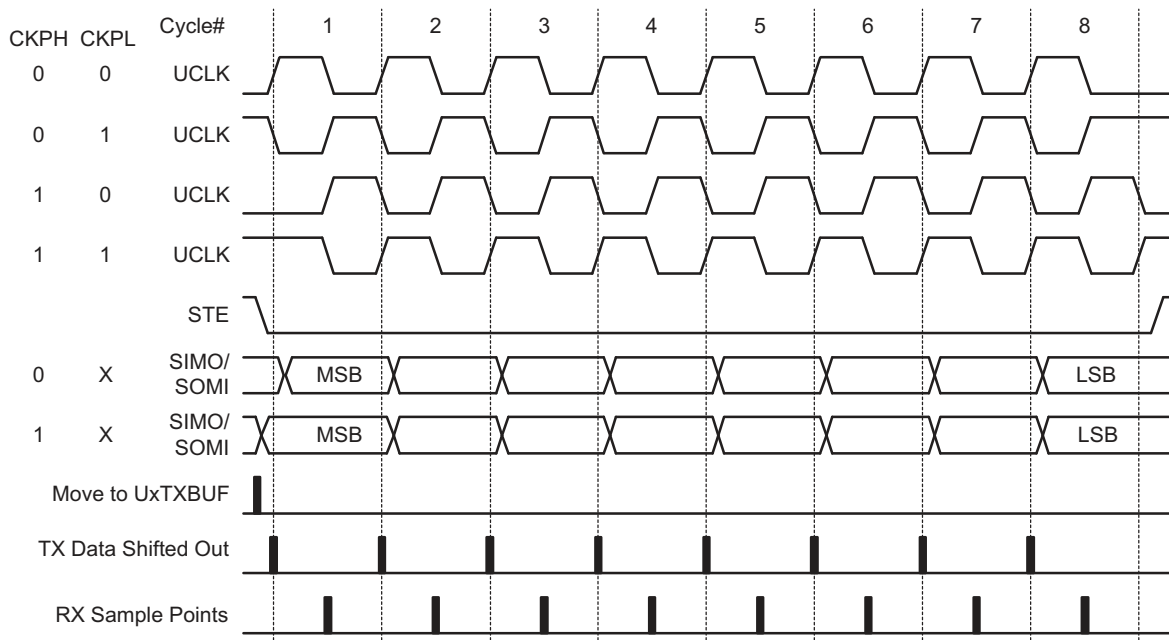 CKPH CKPL Cycle# 1 2 3 4 5 6 7 8
0 0 UCLK
0 1 UCLK
1 0 UCLK
1 1 UCLK
STE
0 X SIMO/
SOMI MSB LSB
1 X SIMO/
SOMI MSB LSB
Move to UxTXBUF
TX Data Shifted Out
RX Sample Points